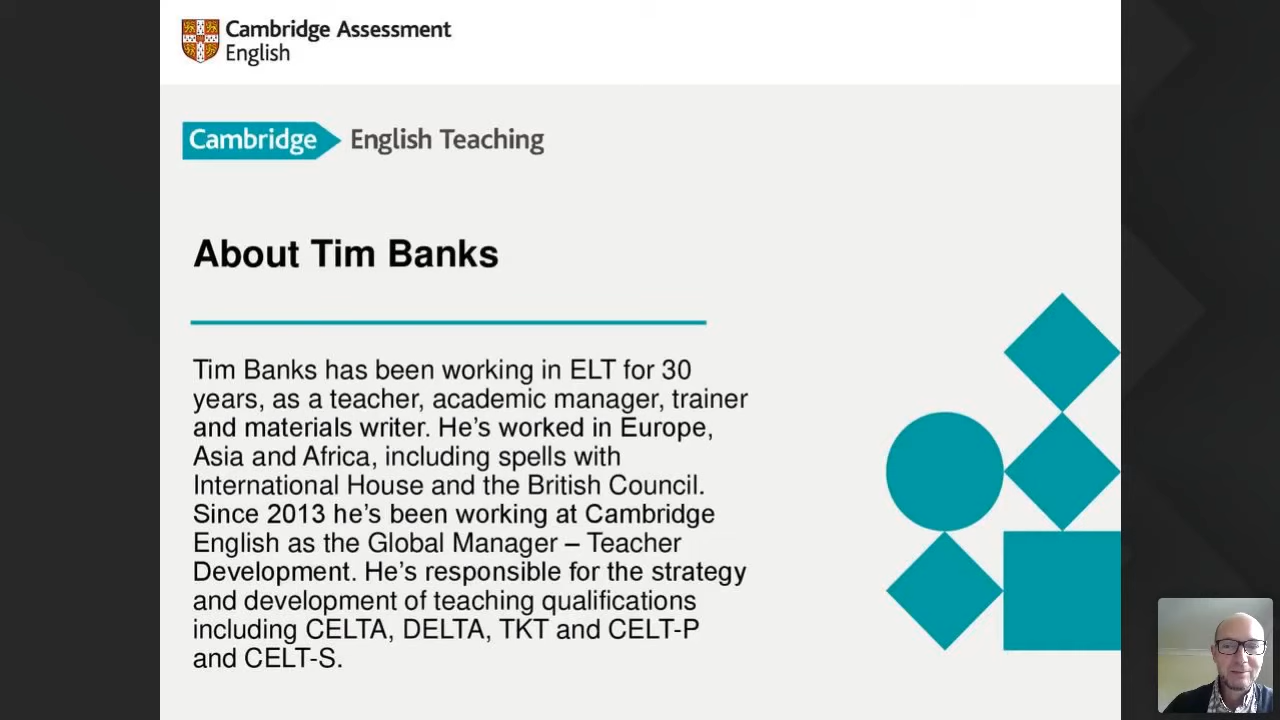 Cambridge Assessment
English
Cambridge English Teaching
About Tim Banks
Tim Banks has been working in ELT for 30
years, as a teacher, academic manager, trainer
and materials writer. He’s worked in Europe,
Asia and Africa, including spells with
International House and the British Council.
Since 2013 he’s been working at Cambridge
English as the Global Manager – Teacher
Development. He’s responsible for the strategy
and development of teaching qualifications
including CELTA, DELTA, TKT and CELT-P
and CELT-S.